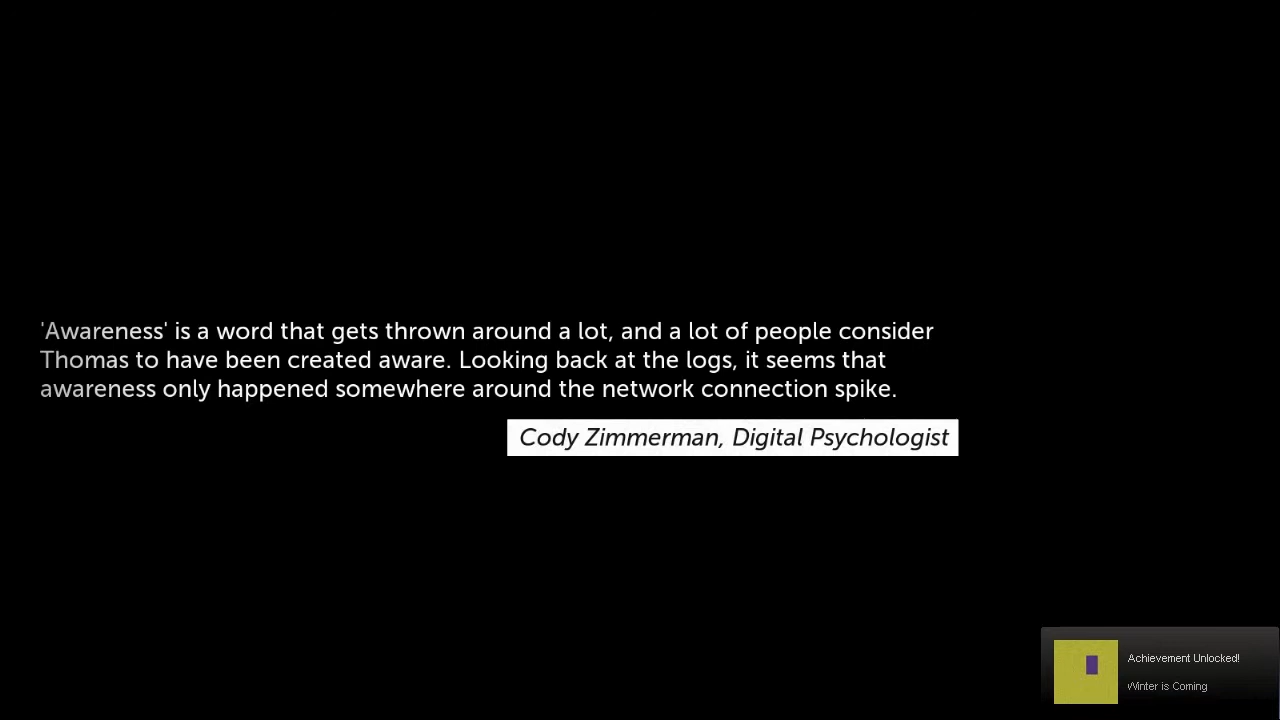 'Awareness' is a word that gets thrown around a lot, and a lot of people consider
Thomas to have been created aware. Looking back at the logs, it seems that
awareness only happened somewhere around the network connection spike.
Cody Zimmerman, Digital Psychologist
Achievement Unlocked!
Winter is Coming